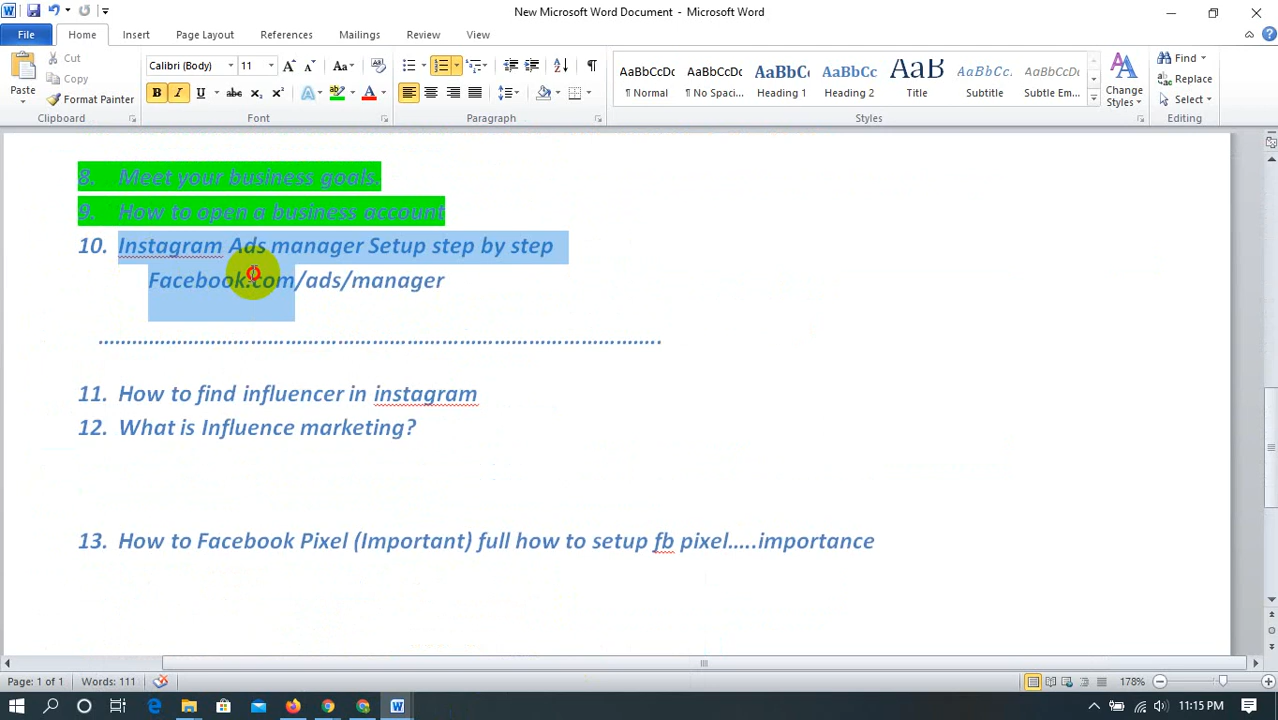 New Microsoft Word Document - Microsoft Word
File Home Insert Page Layout References Mailings Review View
Paste Cut Copy Format Painter
Calibri (Body) 11
AaBbCcDc ¶ Normal AaBbCcDc ¶ No Spaci... AaBbC Heading 1 AaBbCc Heading 2 AaB Title AaBbCc Subtitle AaBbCcDc Subtle Em...
Change Styles
Find Replace Select
Clipboard Font Paragraph Styles Editing
8. Meet your business goals.
9. How to open a business account
10. Instagram Ads manager Setup step by step
Facebook.com/ads/manager
………………………………………………………………………..
11. How to find influencer in instagram
12. What is Influence marketing?
13. How to Facebook Pixel (Important) full how to setup fb pixel…..importance
Page: 1 of 1 Words: 111 178%
11:15 PM